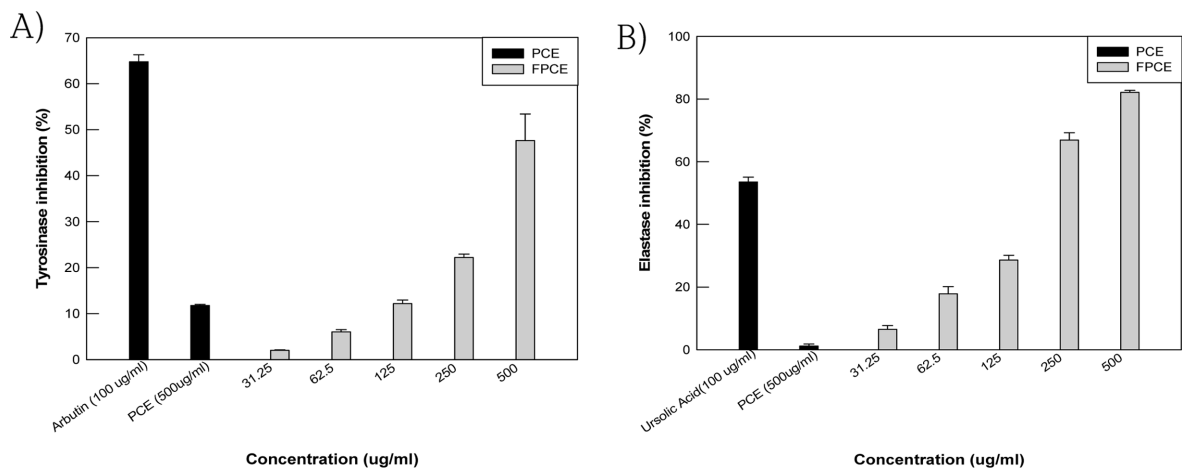 A)
70
60
50
40
30
20
10
0
Tyrosinase inhibition (%)
PCE
FPCE
Arbutin (100 ug/ml)
PCE (500ug/ml)
31.25
62.5
125
250
500
Concentration (ug/ml)
B)
100
80
60
40
20
0
Elastase inhibition (%)
PCE
FPCE
Ursolic Acid(100 ug/ml)
PCE (500ug/ml)
31.25
62.5
125
250
500
Concentration (ug/ml)